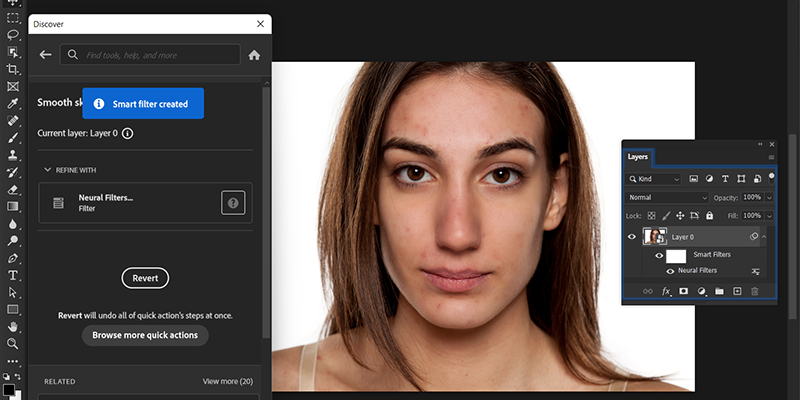 Discover
Find tools, help, and more
Smooth sk
Smart filter created
Current layer: Layer 0
REFINE WITH
Neural Filters...
Filter
Revert
Revert will undo all of quick action's steps at once.
Browse more quick actions
RELATED
View more (20)
Layers
Kind
Normal
Opacity: 100%
Lock:
Fill: 100%
Layer 0
Smart Filters
Neural Filters
fx